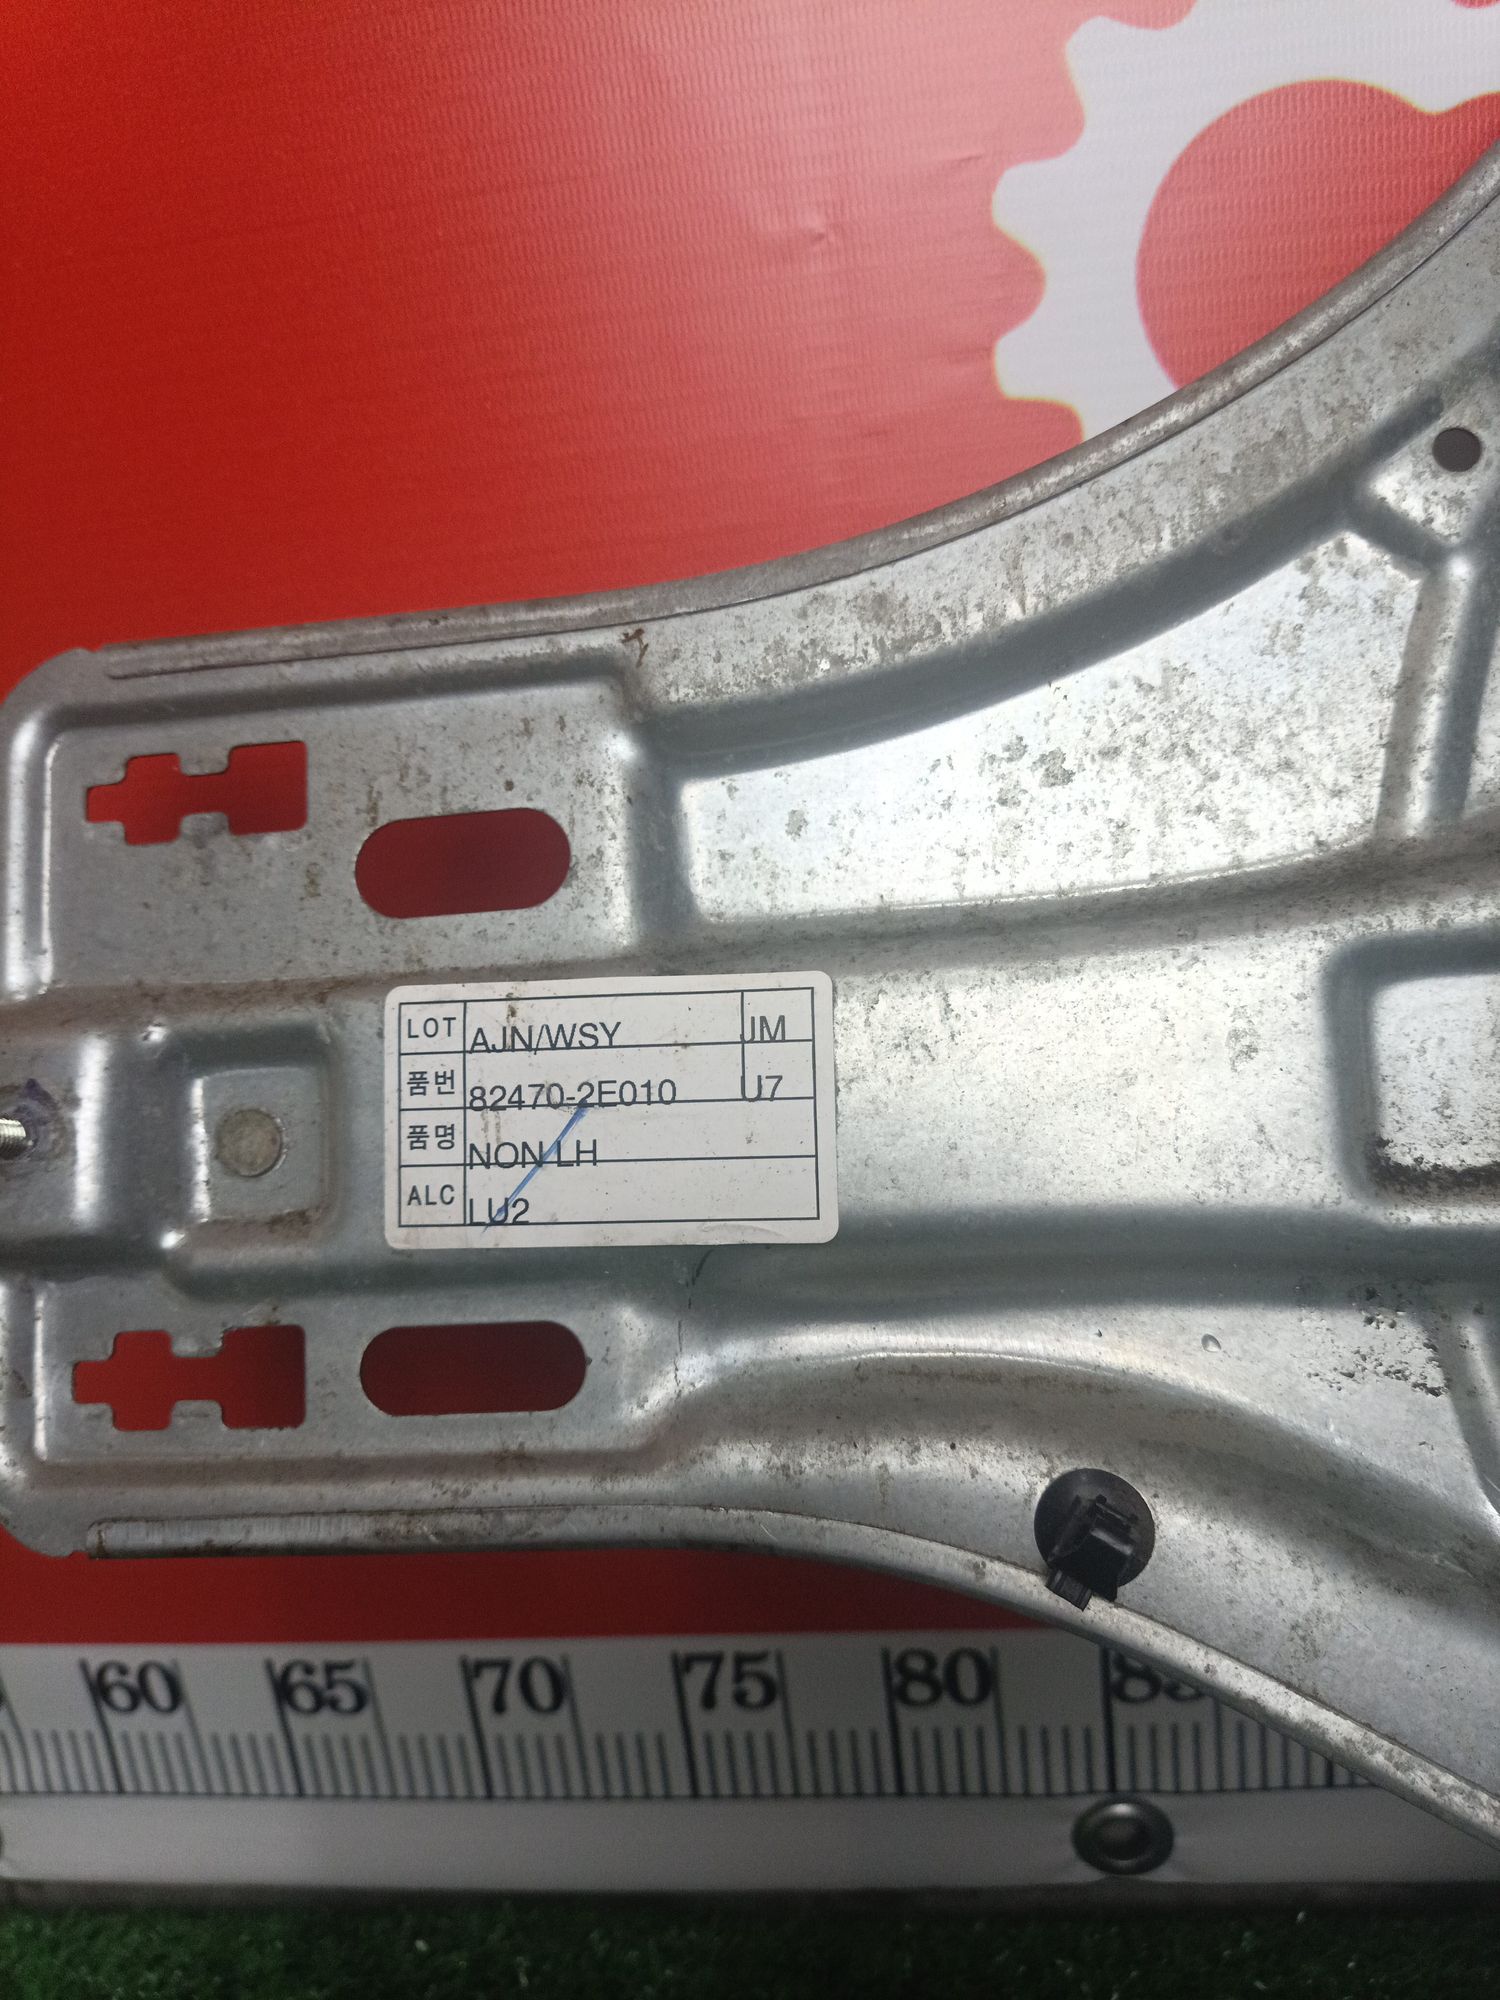 LOT AJN/WSY JM
품번 82470-2E010 U7
품명 NON LH
ALC LU2
60 65 70 75 80 85